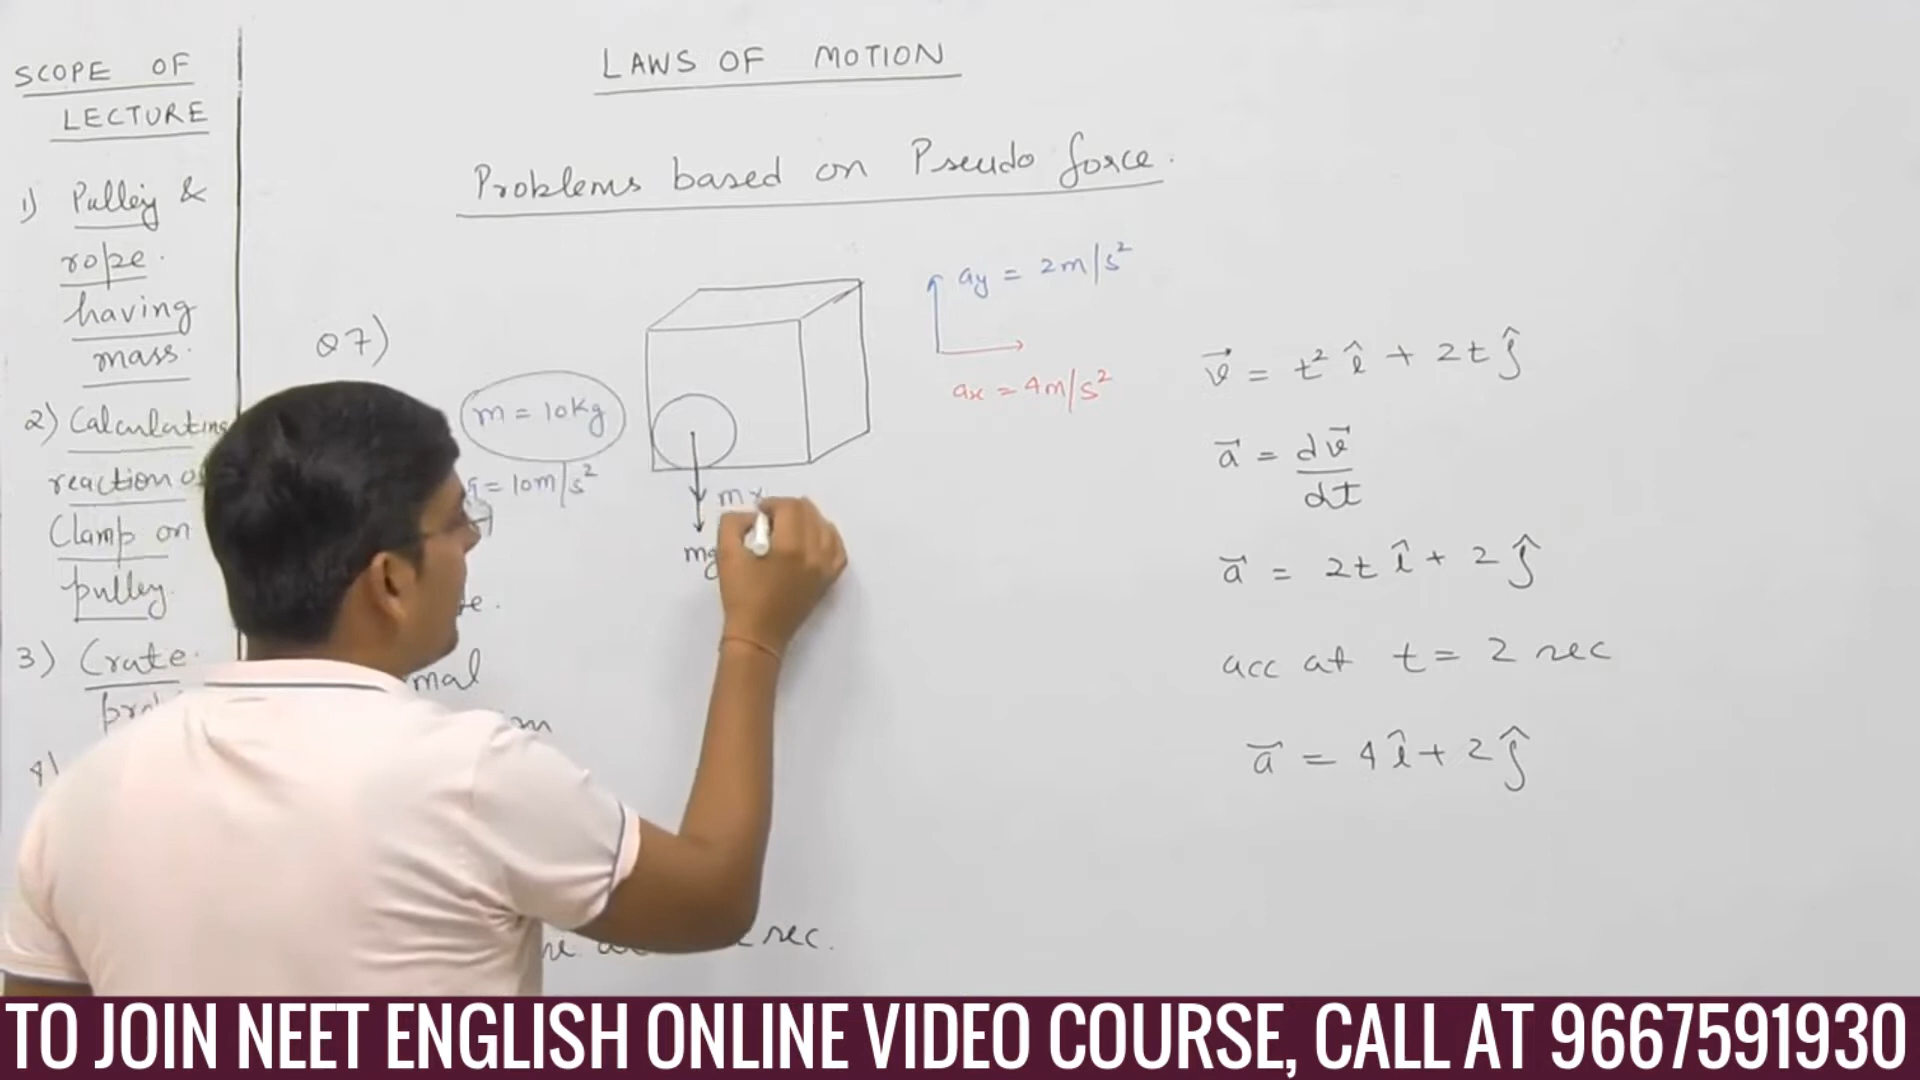 SCOPE OF
LECTURE
1) Pulley &
rope.
having
mass.
2) Calculating
reaction
Clamp on
pulley.
3) Crate
LAWS OF MOTION
Problems based on Pseudo force.
Q7)
m = 10Kg
= 10m/s²
mg
ay = 2m/s²
ax = 4m/s²
v⃗ = t² î + 2t ĵ
a⃗ = dv⃗/dt
a⃗ = 2t î + 2 ĵ
acc at t = 2 sec
a⃗ = 4 î + 2 ĵ
sec.
TO JOIN NEET ENGLISH ONLINE VIDEO COURSE, CALL AT 9667591930